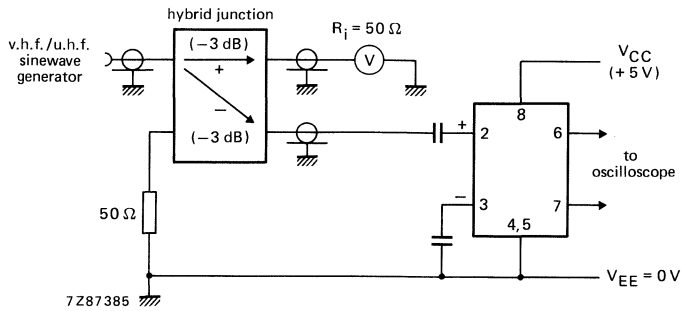 hybrid junction
v.h.f./u.h.f.
sinewave
generator
(−3 dB)
+
−
(−3 dB)
R_i = 50 Ω
V
V_CC
(+ 5 V)
8
+
2
6
to
oscilloscope
−
3
7
4, 5
50 Ω
V_EE = 0 V
7Z87385